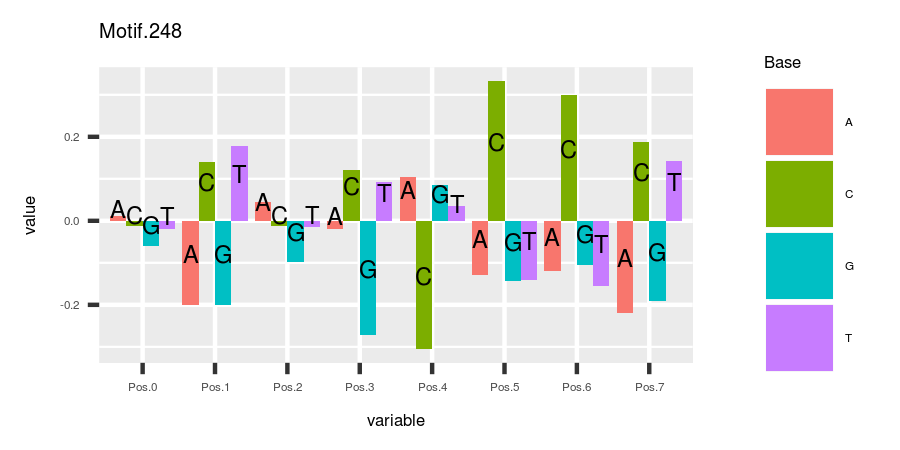 Motif.248
value
0.2
0.0
-0.2
A C G T
A C G T
A C G T
A C G T
A C G T
A C G T
A C G T
A C G T
Pos.0 Pos.1 Pos.2 Pos.3 Pos.4 Pos.5 Pos.6 Pos.7
variable
Base
A
C
G
T